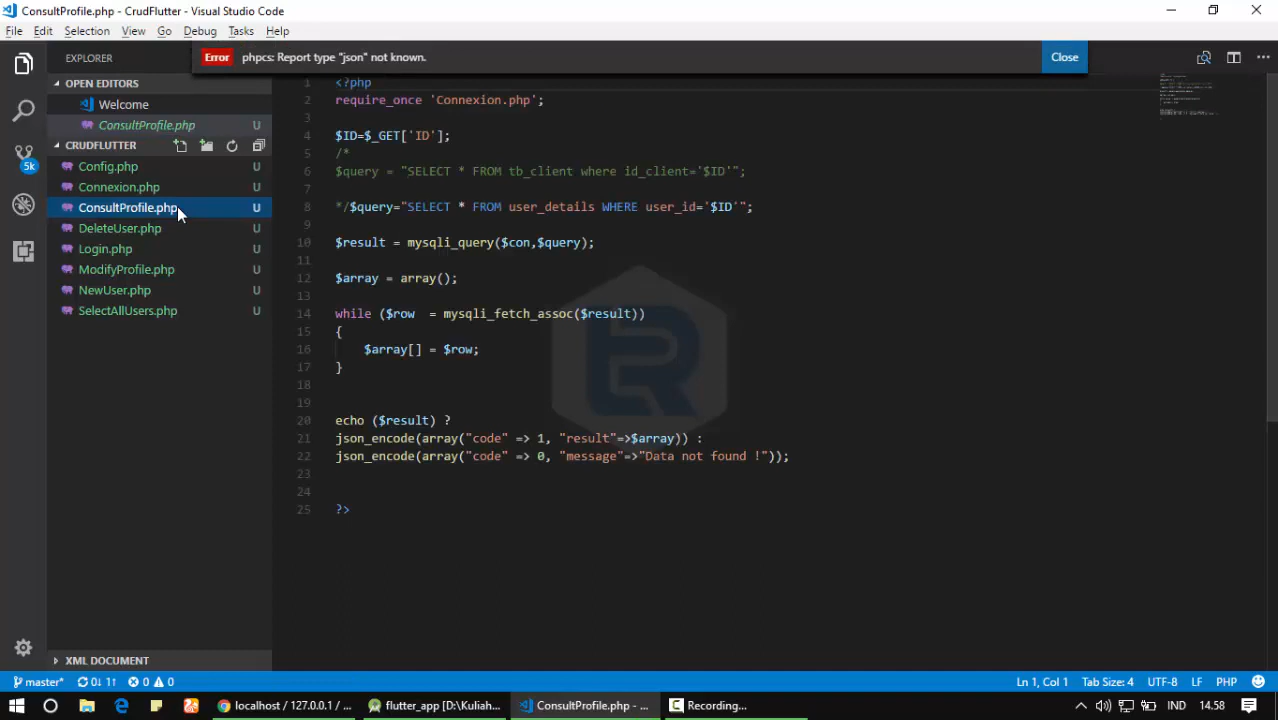 ConsultProfile.php - CrudFlutter - Visual Studio Code
File Edit Selection View Go Debug Tasks Help
EXPLORER
Error phpcs: Report type "json" not known. Close
OPEN EDITORS
Welcome
ConsultProfile.php U
CRUDFLUTTER
Config.php U
Connexion.php U
ConsultProfile.php U
DeleteUser.php U
Login.php U
ModifyProfile.php U
NewUser.php U
SelectAllUsers.php U
5k
1 <?php
2 require_once 'Connexion.php';
3
4 $ID=$_GET['ID'];
5 /*
6 $query = "SELECT * FROM tb_client where id_client='$ID'";
7
8 */$query="SELECT * FROM user_details WHERE user_id='$ID'";
9
10 $result = mysqli_query($con,$query);
11
12 $array = array();
13
14 while ($row  = mysqli_fetch_assoc($result))
15 {
16     $array[] = $row;
17 }
18
19
20 echo ($result) ?
21 json_encode(array("code" => 1, "result"=>$array)) :
22 json_encode(array("code" => 0, "message"=>"Data not found !"));
23
24
25 ?>
XML DOCUMENT
master* 0↓ 1↑ 0 0 Ln 1, Col 1 Tab Size: 4 UTF-8 LF PHP
localhost / 127.0.0.1 / ... flutter_app [D:\Kuliah... ConsultProfile.php - ... Recording... IND 14.58